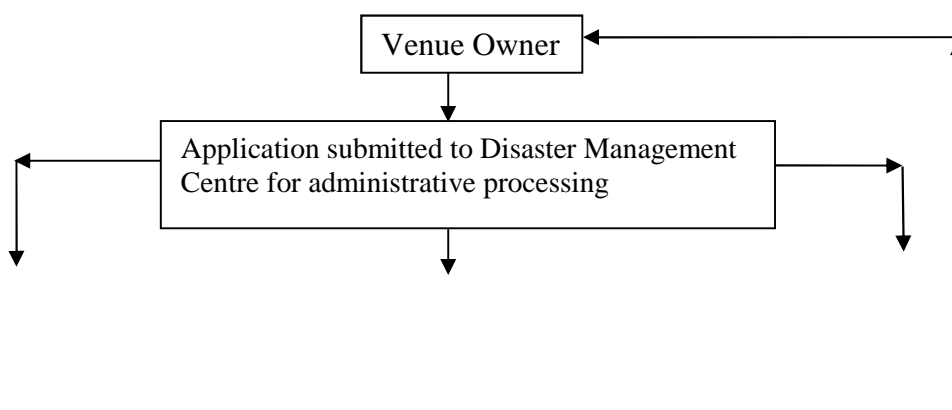 Venue Owner
Application submitted to Disaster Management
Centre for administrative processing